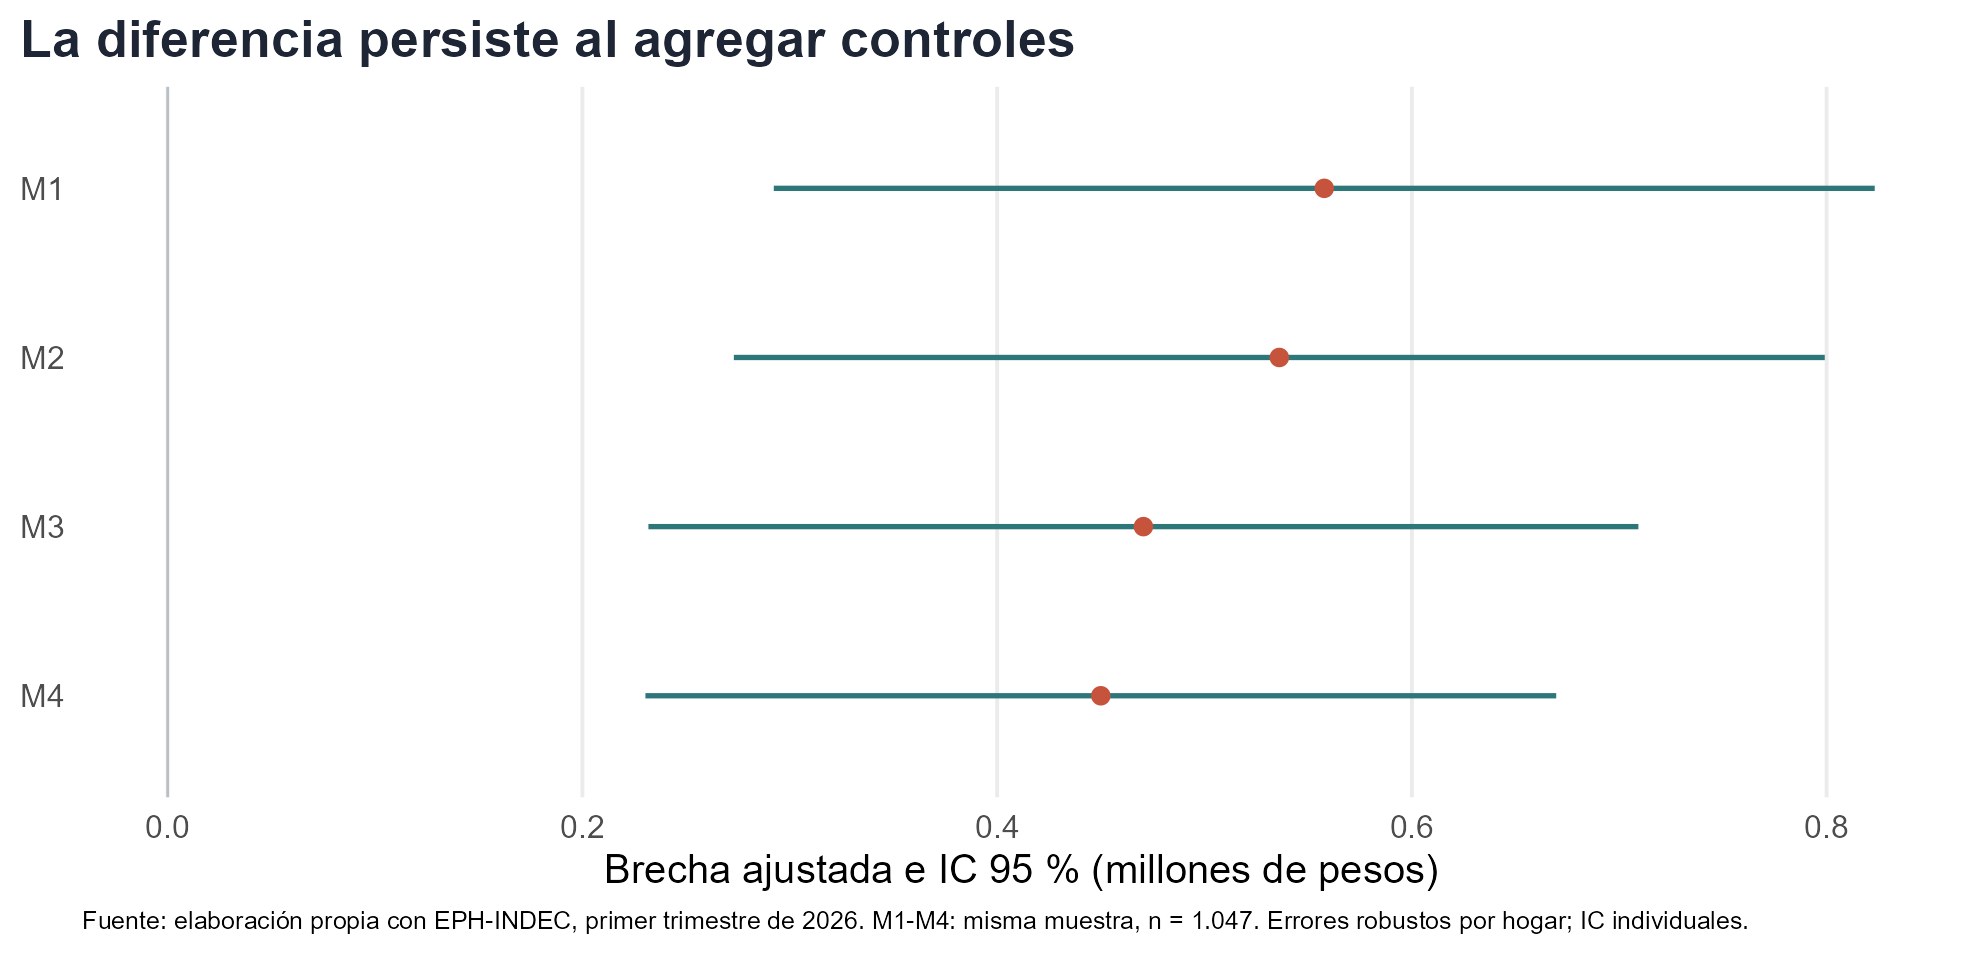 La diferencia persiste al agregar controles
M1
M2
M3
M4
0.0 0.2 0.4 0.6 0.8
Brecha ajustada e IC 95 % (millones de pesos)
Fuente: elaboración propia con EPH-INDEC, primer trimestre de 2026. M1-M4: misma muestra, n = 1.047. Errores robustos por hogar; IC individuales.